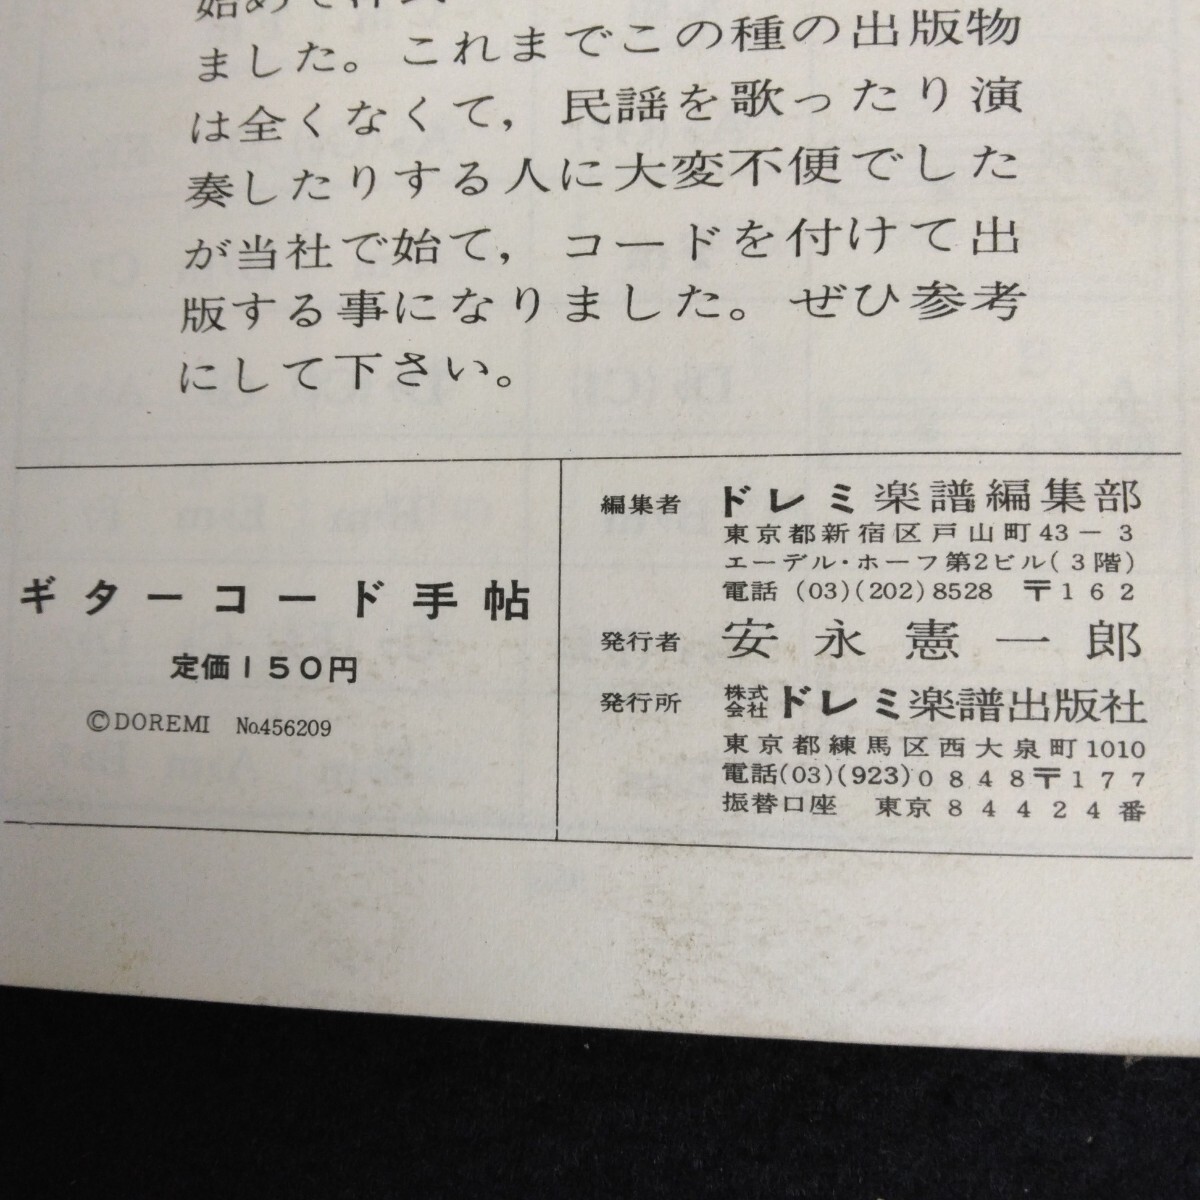 ました。これまでこの種の出版物
は全くなくて，民謡を歌ったり演
奏したりする人に大変不便でした
が当社で始て，コードを付けて出
版する事になりました。ぜひ参考
にして下さい。
ギターコード手帖
定価150円
©DOREMI No.456209
編集者 ドレミ楽譜編集部
東京都新宿区戸山町43－3
エーデル・ホーフ第2ビル(3階)
電話 (03)(202)8528 〒162
発行者 安永憲一郎
発行所 株式会社ドレミ楽譜出版社
東京都練馬区西大泉町1010
電話(03)(923)0848〒177
振替口座 東京84424番